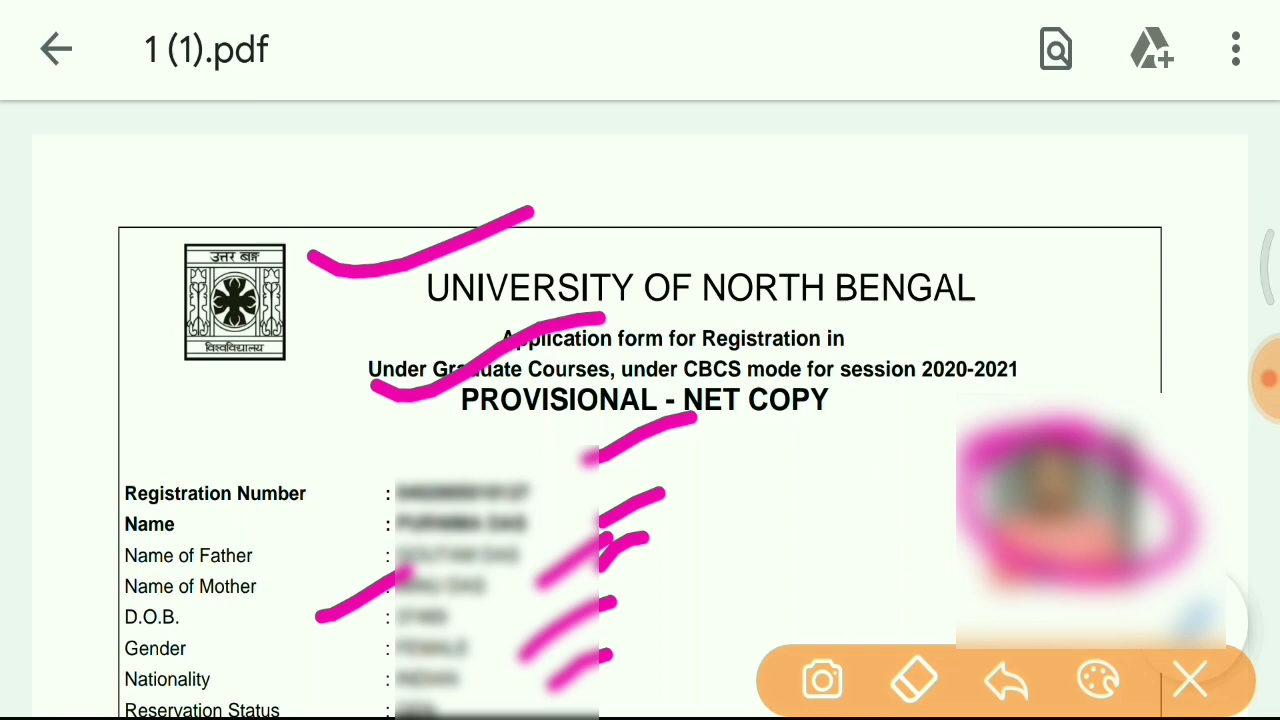 1 (1).pdf
उत्तर बङ्ग
विश्वविद्यालय
UNIVERSITY OF NORTH BENGAL
Application form for Registration in
Under Graduate Courses, under CBCS mode for session 2020-2021
PROVISIONAL - NET COPY
Registration Number :
Name :
Name of Father :
Name of Mother :
D.O.B. :
Gender :
Nationality :
Reservation Status :